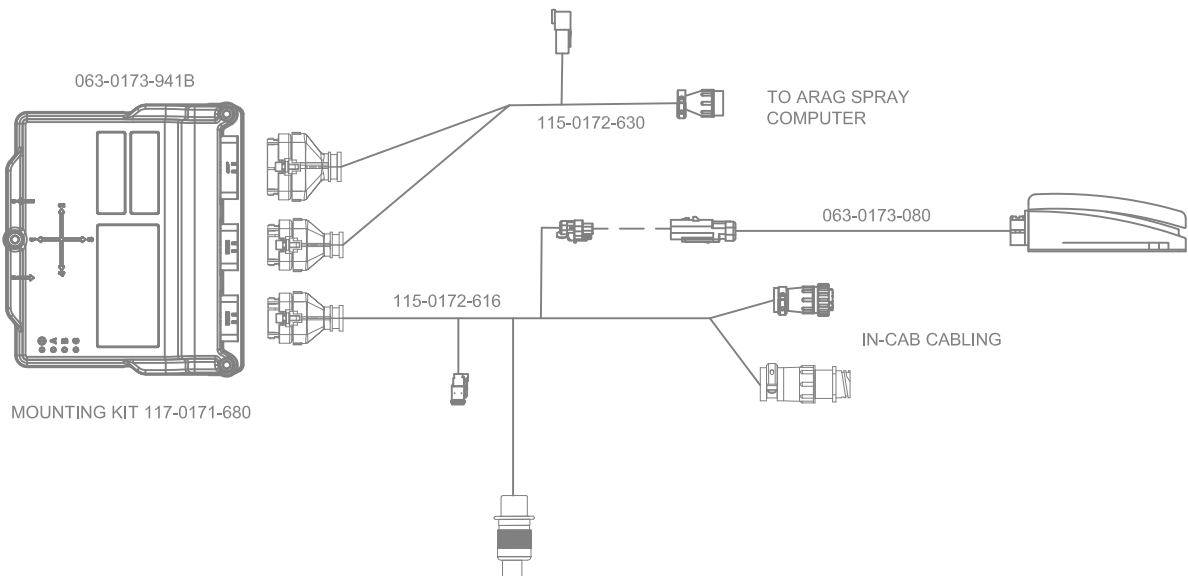 063-0173-941B
115-0172-630
TO ARAG SPRAY
COMPUTER
063-0173-080
115-0172-616
IN-CAB CABLING
MOUNTING KIT 117-0171-680